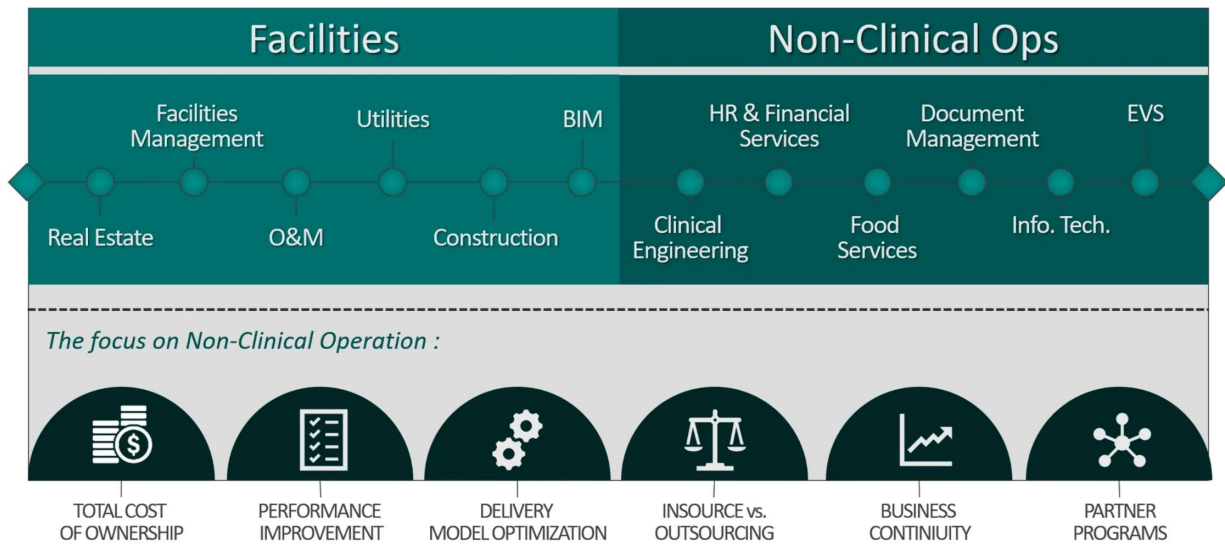 Facilities
Non-Clinical Ops
Facilities
Management
Utilities
BIM
HR & Financial
Services
Document
Management
EVS
Real Estate
O&M
Construction
Clinical
Engineering
Food
Services
Info. Tech.
The focus on Non-Clinical Operation :
$
TOTAL COST
OF OWNERSHIP
PERFORMANCE
IMPROVEMENT
DELIVERY
MODEL OPTIMIZATION
INSOURCE vs.
OUTSOURCING
BUSINESS
CONTINIUITY
PARTNER
PROGRAMS